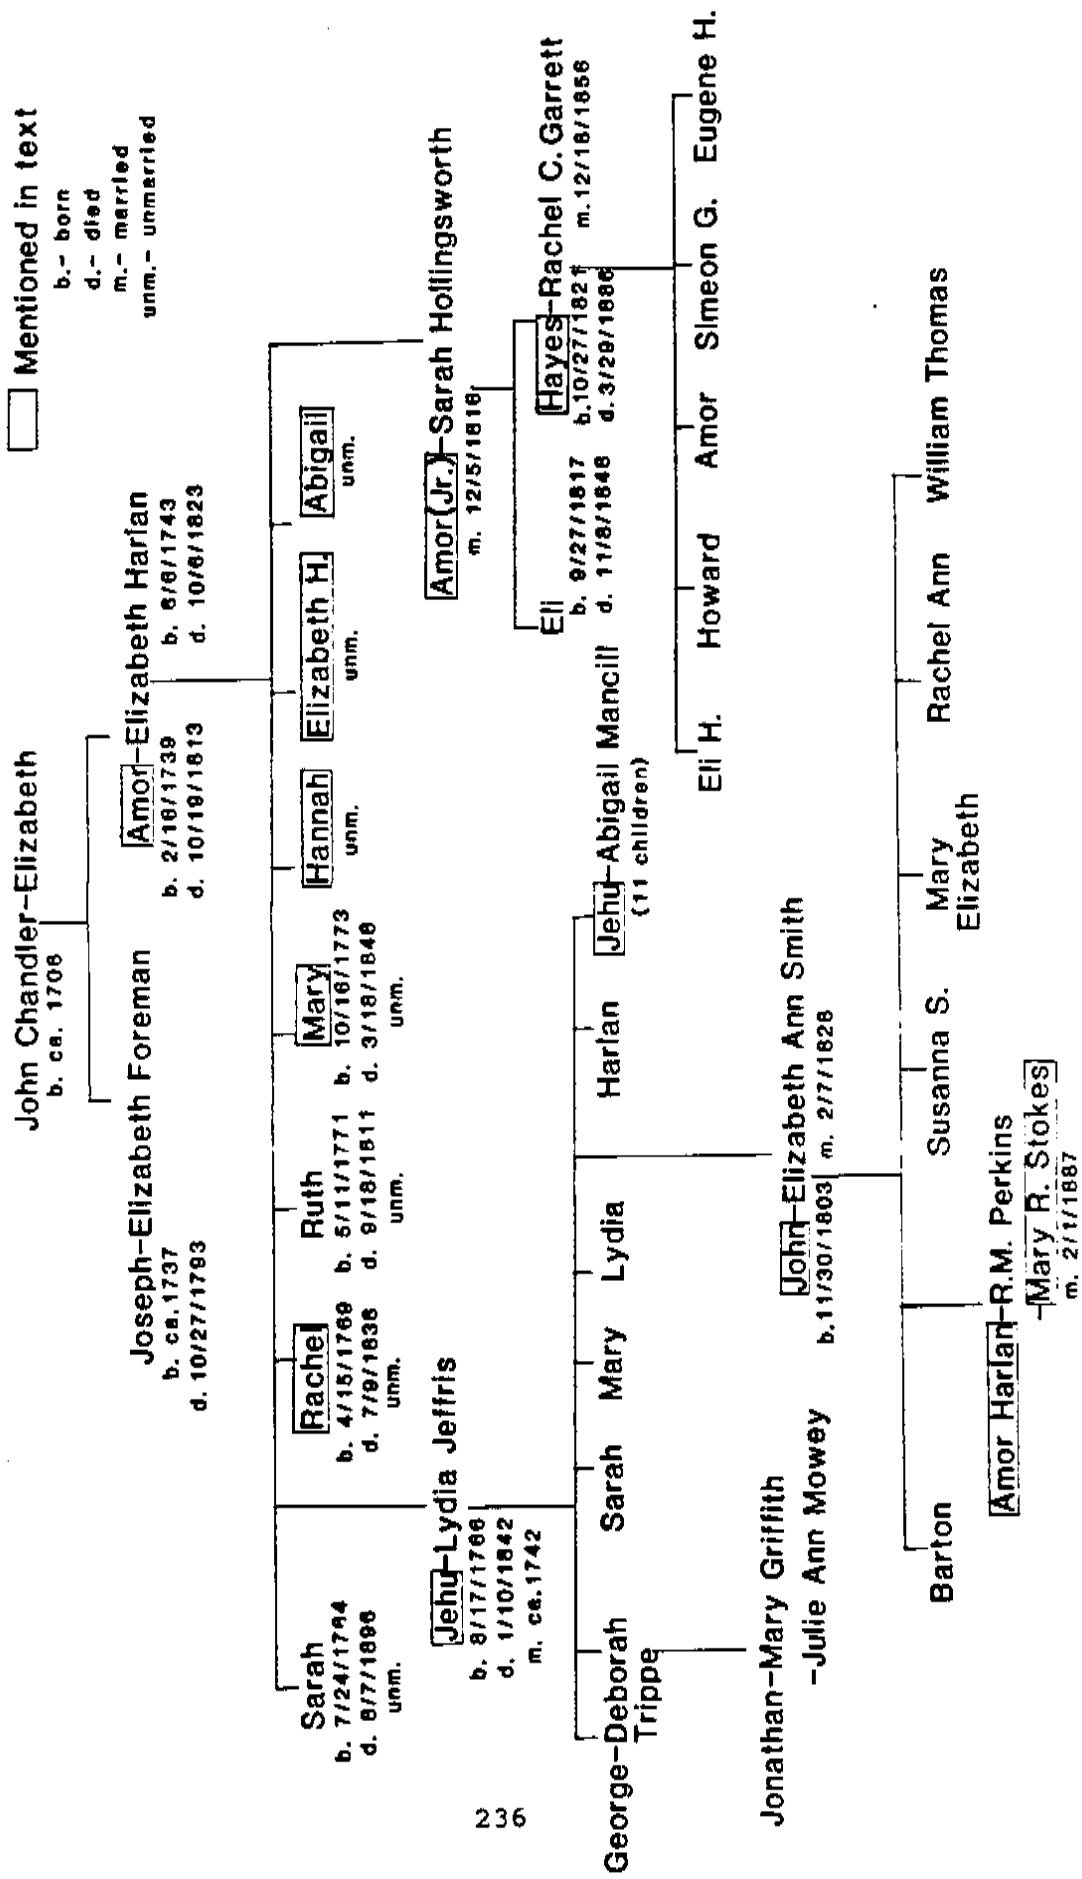 Mentioned in text
b.- born
d.- died
m.- married
unm.- unmarried
John Chandler-Elizabeth
b. ca. 1706
Joseph-Elizabeth Foreman
b. ca.1737
d. 10/27/1793
Amor-Elizabeth Harlan
b. 2/16/1739 b. 6/6/1743
d. 10/19/1813 d. 10/6/1823
Sarah
b. 7/24/1764
d. 6/7/1896
unm.
Jehu-Lydia Jeffris
b. 8/17/1766
d. 1/10/1842
m. ca.1742
Rachel
b. 4/15/1769
d. 7/9/1838
unm.
Ruth
b. 5/11/1771
d. 9/18/1811
unm.
Mary
b. 10/16/1773
d. 3/18/1848
unm.
Hannah
unm.
Elizabeth H.
unm.
Abigail
unm.
Amor(Jr.)-Sarah Hollingsworth
m. 12/5/1816
Eli
b. 9/27/1817
d. 11/8/1846
Hayes-Rachel C.Garrett
b.10/27/1821 m.12/18/1856
d. 3/29/1886
Eli H.
Howard
Amor
Simeon G.
Eugene H.
George-Deborah
Trippe
Sarah
Mary
Lydia
Harlan
Jehu-Abigail Mancill
(11 children)
Jonathan-Mary Griffith
-Julie Ann Mowey
John-Elizabeth Ann Smith
b.11/30/1803 m. 2/7/1828
Barton
Amor Harlan-R.M. Perkins
-Mary R. Stokes
m. 2/1/1887
Susanna S.
Mary
Elizabeth
Rachel Ann
William Thomas
236